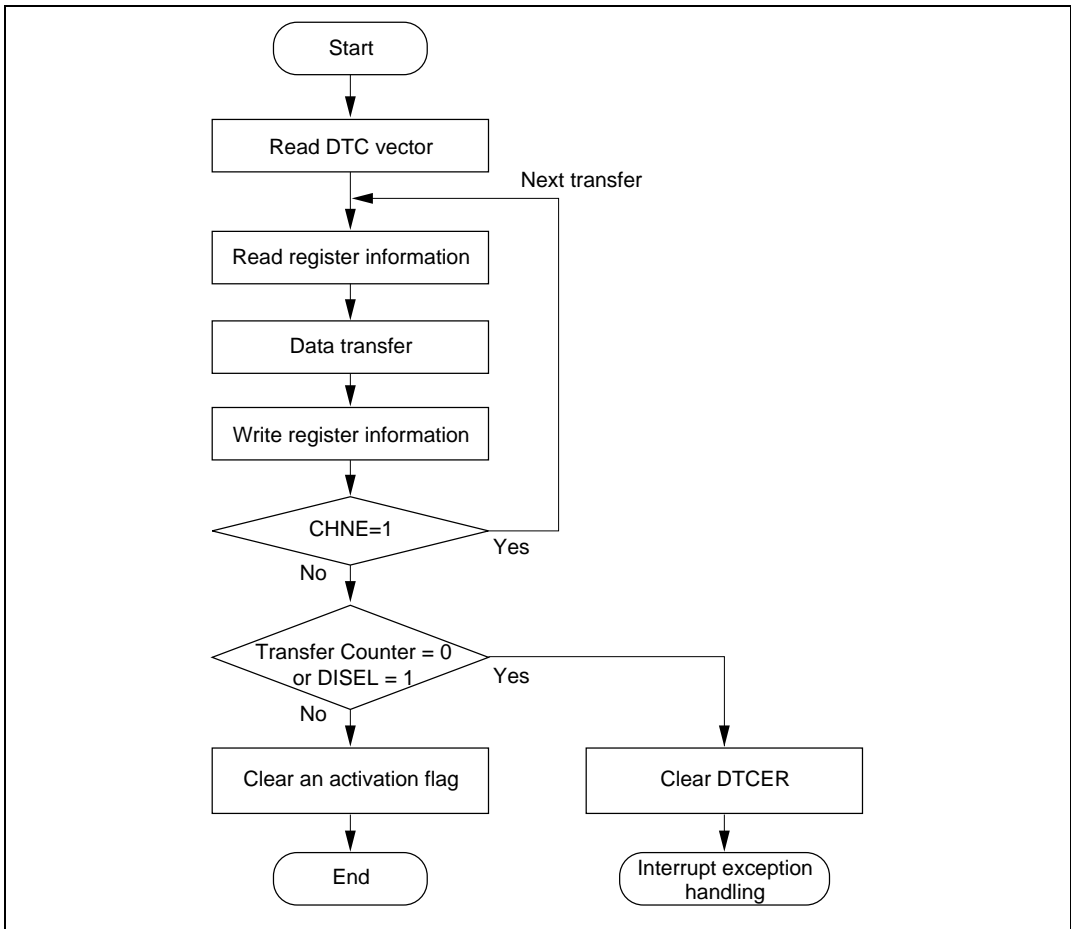 Start
Read DTC vector
Next transfer
Read register information
Data transfer
Write register information
CHNE=1
Yes
No
Transfer Counter = 0
or DISEL = 1
Yes
No
Clear an activation flag
Clear DTCER
End
Interrupt exception
handling